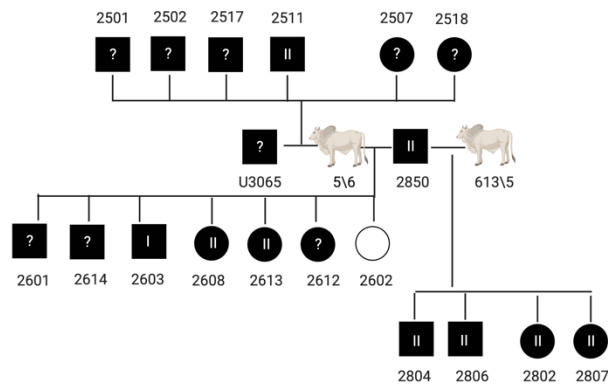 2501 2502 2517 2511 2507 2518
? ? ? II ? ?
? II
U3065 5\6 2850 613\5
? ? I II II ?
2601 2614 2603 2608 2613 2612 2602
II II II II
2804 2806 2802 2807